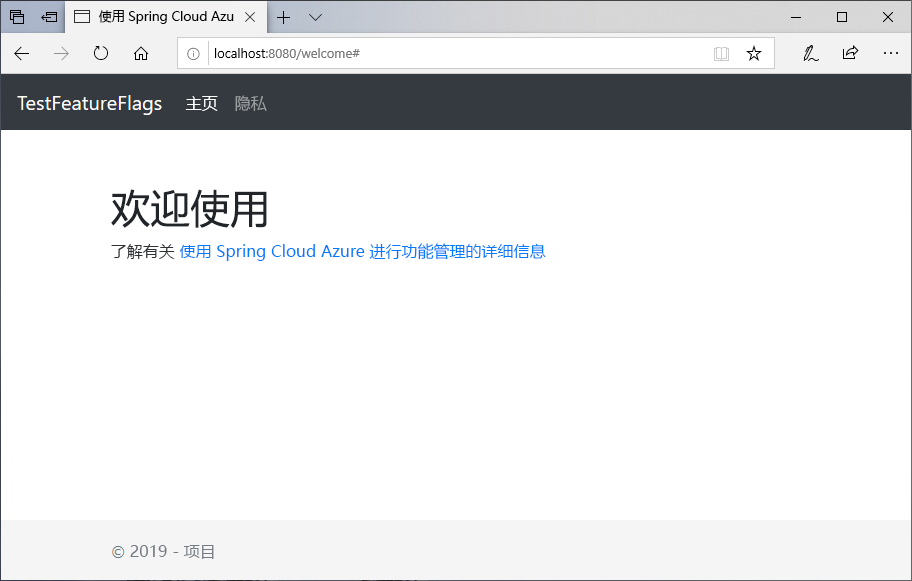 使用 Spring Cloud Azu
localhost:8080/welcome#
TestFeatureFlags 主页 隐私
欢迎使用
了解有关 使用 Spring Cloud Azure 进行功能管理的详细信息
© 2019 - 项目